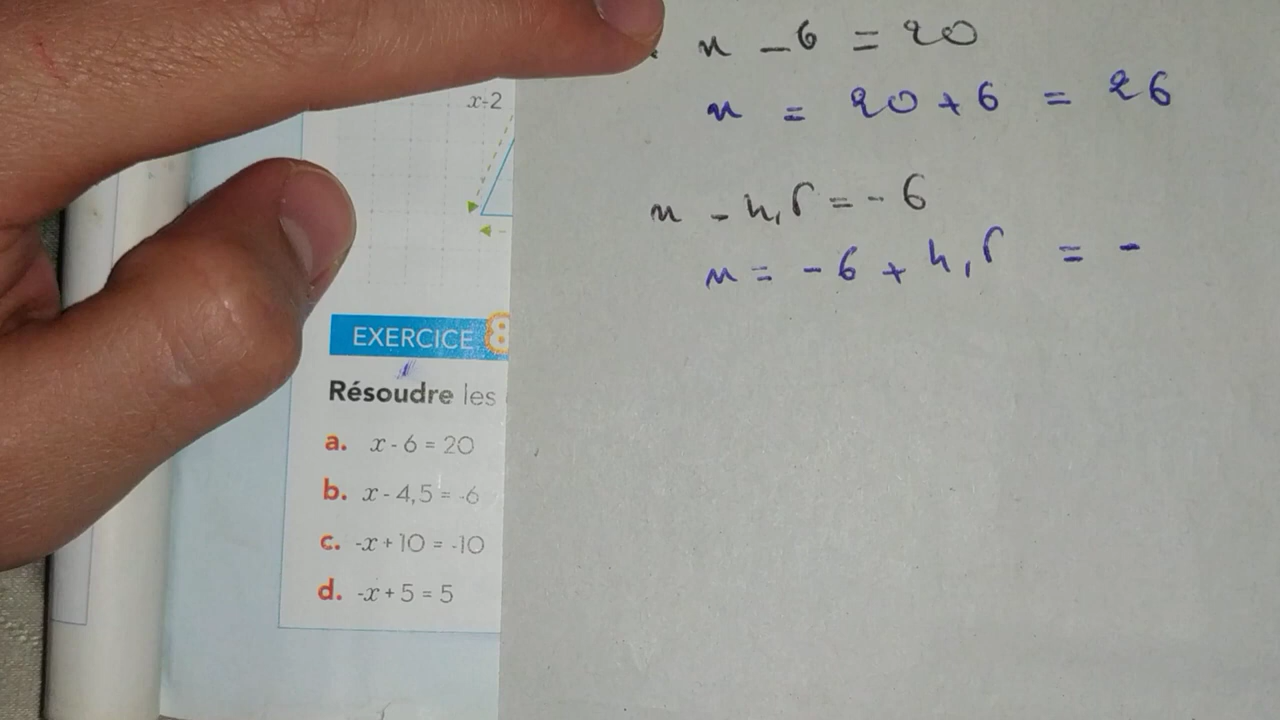 x - 6 = 20
x = 20 + 6 = 26
x - 4,5 = - 6
x = - 6 + 4,5 = -
x-2
EXERCICE 8
Résoudre les
a. x - 6 = 20
b. x - 4,5 = -6
c. -x + 10 = -10
d. -x + 5 = 5